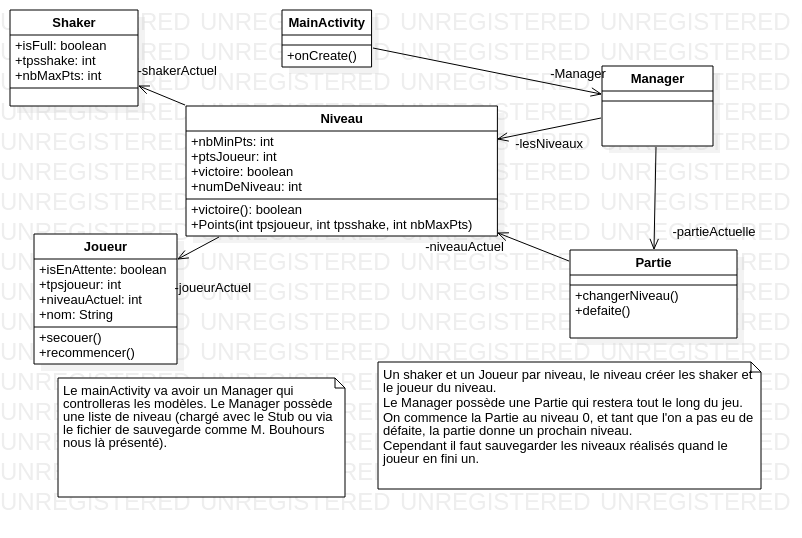 Shaker
+isFull: boolean
+tpsshake: int
+nbMaxPts: int
MainActivity
+onCreate()
-shakerActuel
-Manager
Manager
Niveau
+nbMinPts: int
+ptsJoueur: int
+victoire: boolean
+numDeNiveau: int
+victoire(): boolean
+Points(int tpsjoueur, int tpsshake, int nbMaxPts)
-lesNiveaux
-partieActuelle
-niveauActuel
Joueur
+isEnAttente: boolean
+tpsjoueur: int
+niveauActuel: int
+nom: String
+secouer()
+recommencer()
-joueurActuel
Partie
+changerNiveau()
+defaite()
Le mainActivity va avoir un Manager qui
controlleras les modèles. Le Manager possède
une liste de niveau (chargé avec le Stub ou via
le fichier de sauvegarde comme M. Bouhours
nous là présenté).
Un shaker et un Joueur par niveau, le niveau créer les shaker et
le joueur du niveau.
Le Manager possède une Partie qui restera tout le long du jeu.
On commence la Partie au niveau 0, et tant que l'on a pas eu de
défaite, la partie donne un prochain niveau.
Cependant il faut sauvegarder les niveaux réalisés quand le
joueur en fini un.
UNREGISTERED UNREGISTERED UNREGISTERED UNREGISTERED